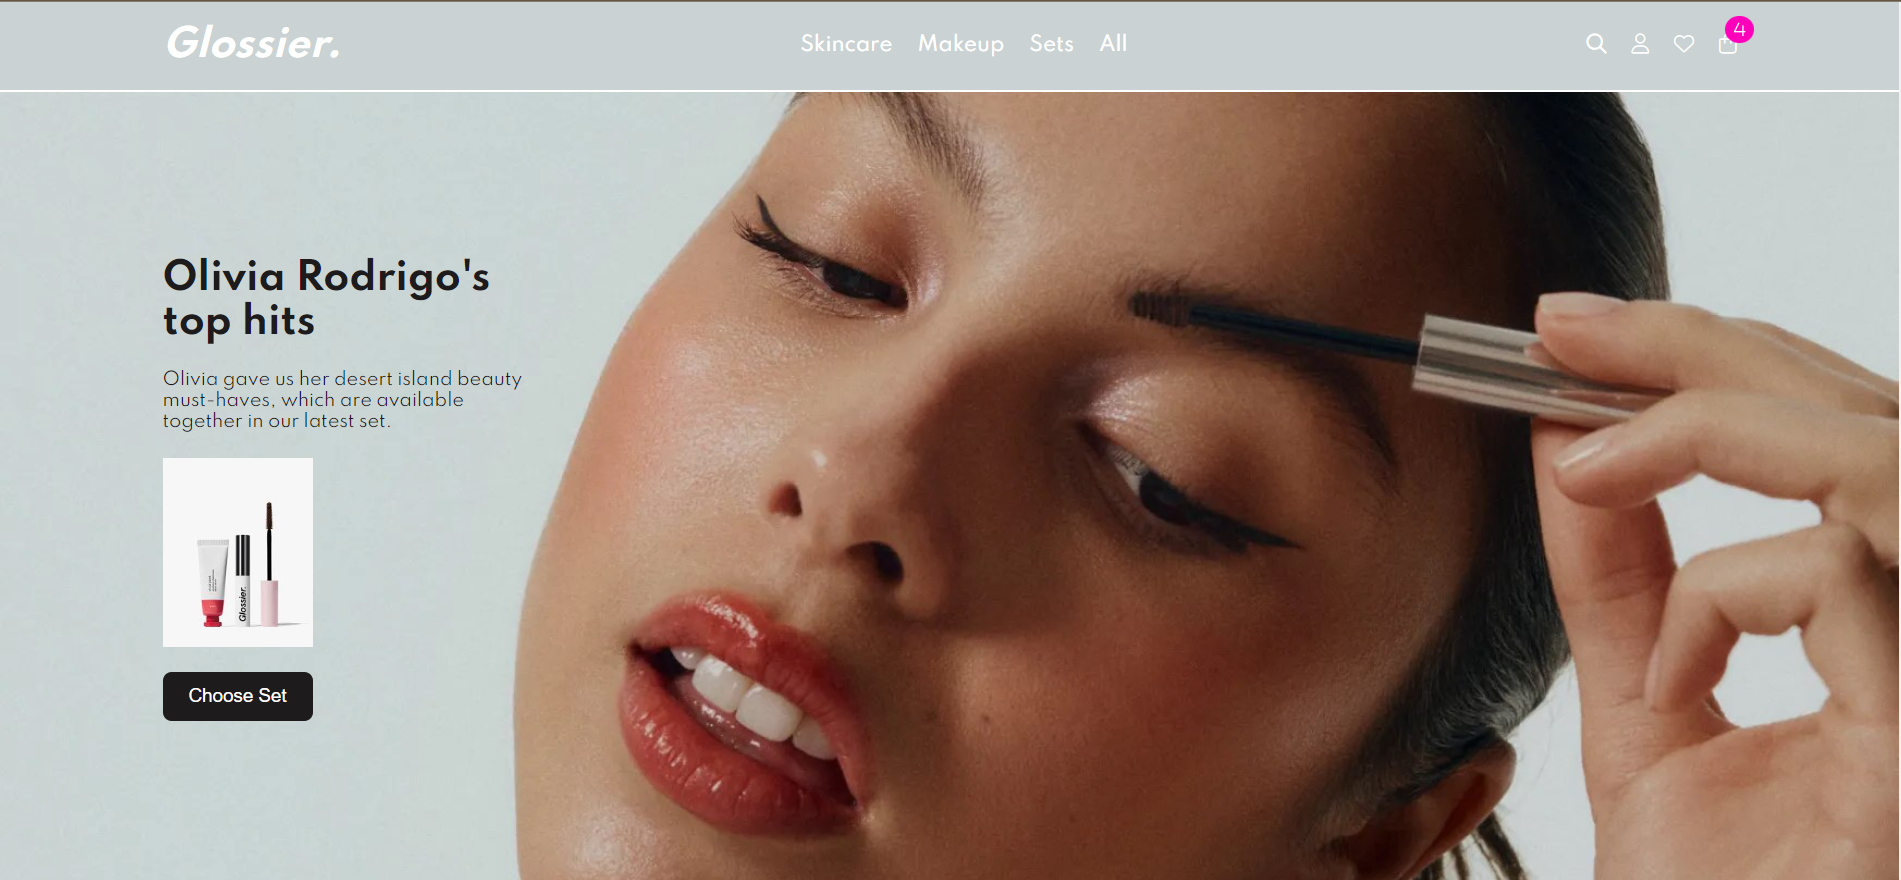 Glossier.
Skincare Makeup Sets All
4
Olivia Rodrigo's
top hits
Olivia gave us her desert island beauty
must-haves, which are available
together in our latest set.
Glossier.
Choose Set